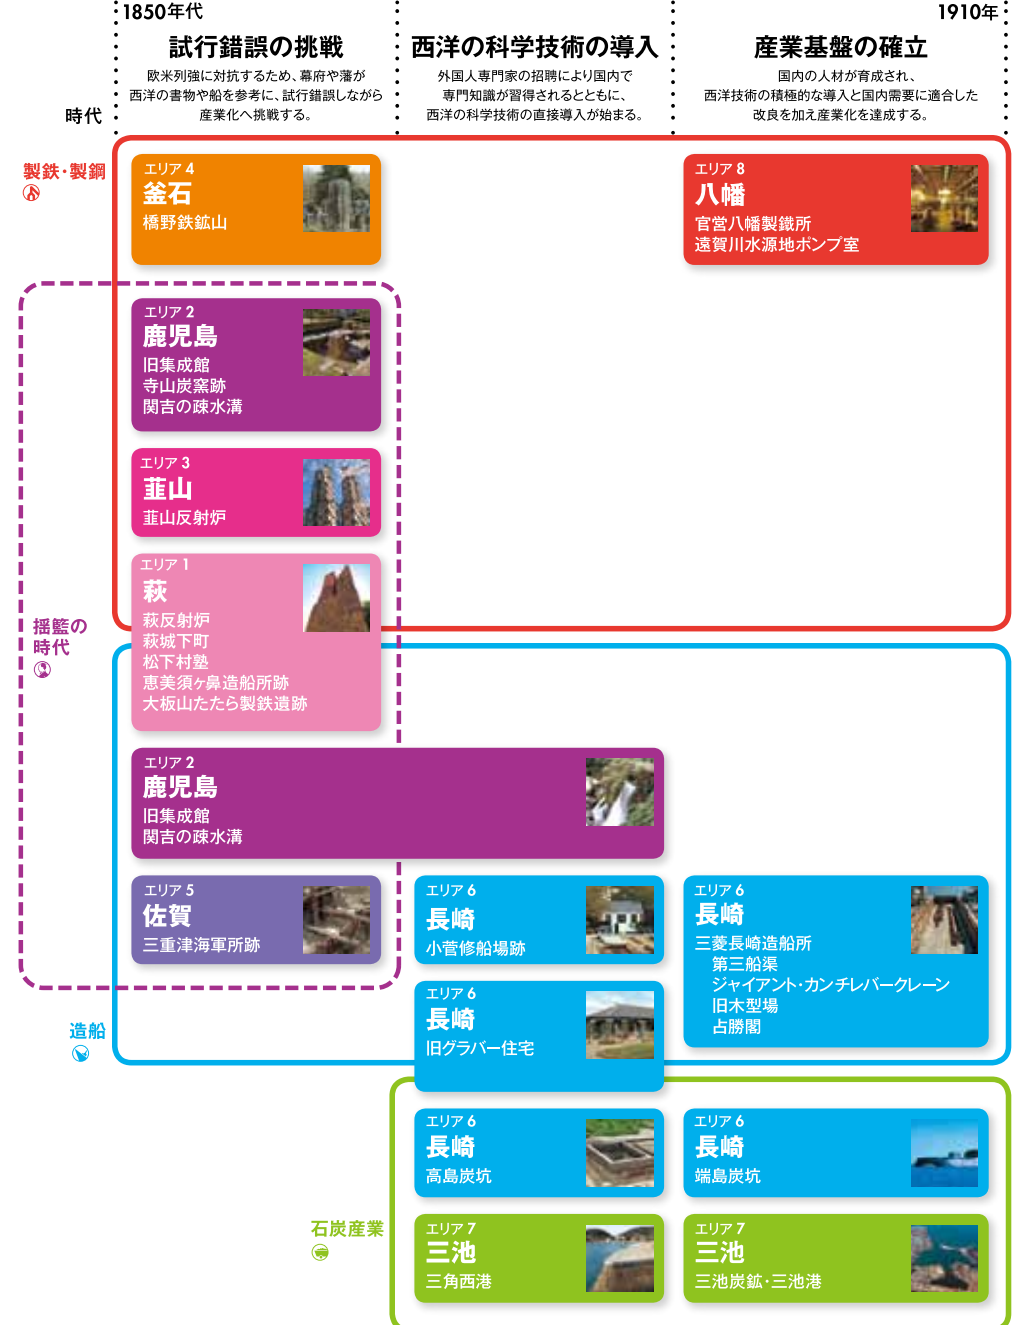 1850年代
1910年
試行錯誤の挑戦
欧米列強に対抗するため、幕府や藩が
西洋の書物や船を参考に、試行錯誤しながら
産業化へ挑戦する。
西洋の科学技術の導入
外国人専門家の招聘により国内で
専門知識が習得されるとともに、
西洋の科学技術の直接導入が始まる。
産業基盤の確立
国内の人材が育成され、
西洋技術の積極的な導入と国内需要に適合した
改良を加え産業化を達成する。
時代
製鉄・製鋼
エリア 4
釜石
橋野鉄鉱山
エリア 8
八幡
官営八幡製鐵所
遠賀川水源地ポンプ室
エリア 2
鹿児島
旧集成館
寺山炭窯跡
関吉の疎水溝
エリア 3
韮山
韮山反射炉
エリア 1
萩
萩反射炉
萩城下町
松下村塾
恵美須ヶ鼻造船所跡
大板山たたら製鉄遺跡
揺籃の
時代
エリア 2
鹿児島
旧集成館
関吉の疎水溝
エリア 5
佐賀
三重津海軍所跡
エリア 6
長崎
小菅修船場跡
エリア 6
長崎
三菱長崎造船所
第三船渠
ジャイアント・カンチレバークレーン
旧木型場
占勝閣
造船
エリア 6
長崎
旧グラバー住宅
エリア 6
長崎
高島炭坑
エリア 6
長崎
端島炭坑
石炭産業
エリア 7
三池
三角西港
エリア 7
三池
三池炭鉱・三池港